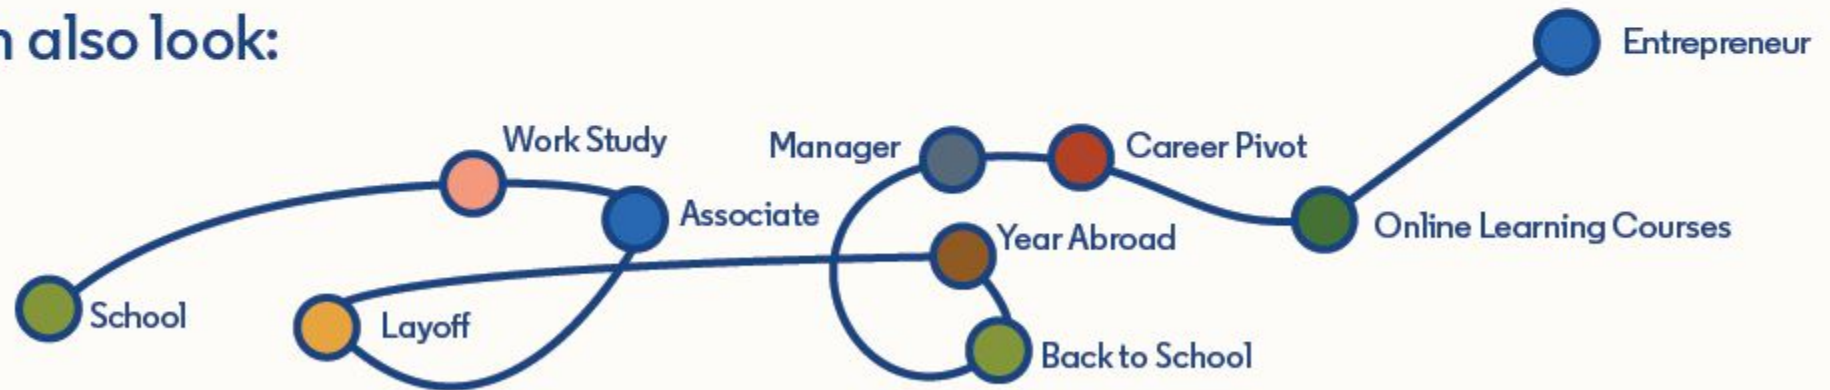 also look:
Entrepreneur
Work Study
Manager
Career Pivot
Associate
Year Abroad
Online Learning Courses
School
Layoff
Back to School